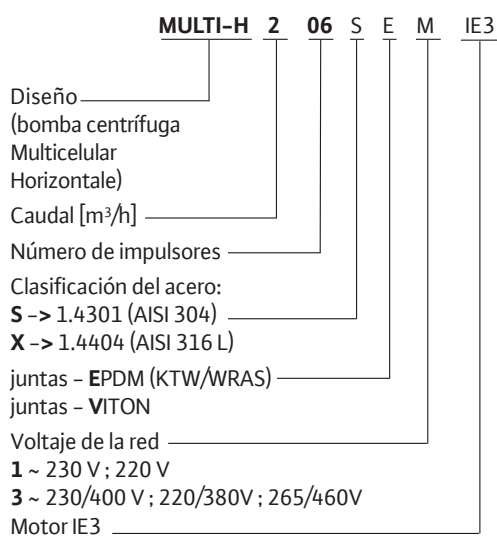 MULTI-H 2 06 S E M IE3
Diseño
(bomba centrífuga
Multicelular
Horizontale)
Caudal [m³/h]
Número de impulsores
Clasificación del acero:
S -> 1.4301 (AISI 304)
X -> 1.4404 (AISI 316 L)
juntas - EPDM (KTW/WRAS)
juntas - VITON
Voltaje de la red
1 ~ 230 V ; 220 V
3 ~ 230/400 V ; 220/380V ; 265/460V
Motor IE3